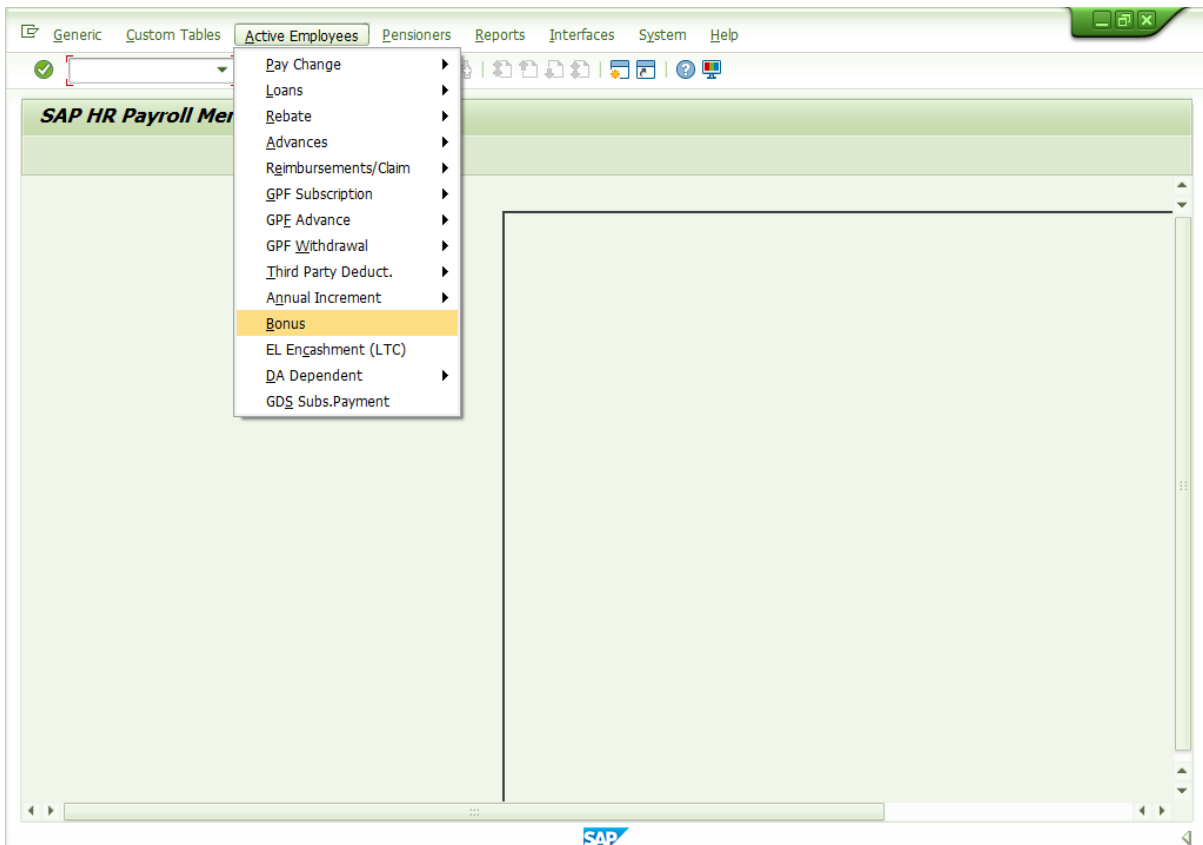 Generic Custom Tables Active Employees Pensioners Reports Interfaces System Help
SAP HR Payroll Mer
Pay Change
Loans
Rebate
Advances
Reimbursements/Claim
GPF Subscription
GPF Advance
GPF Withdrawal
Third Party Deduct.
Annual Increment
Bonus
EL Encashment (LTC)
DA Dependent
GDS Subs.Payment
SAP